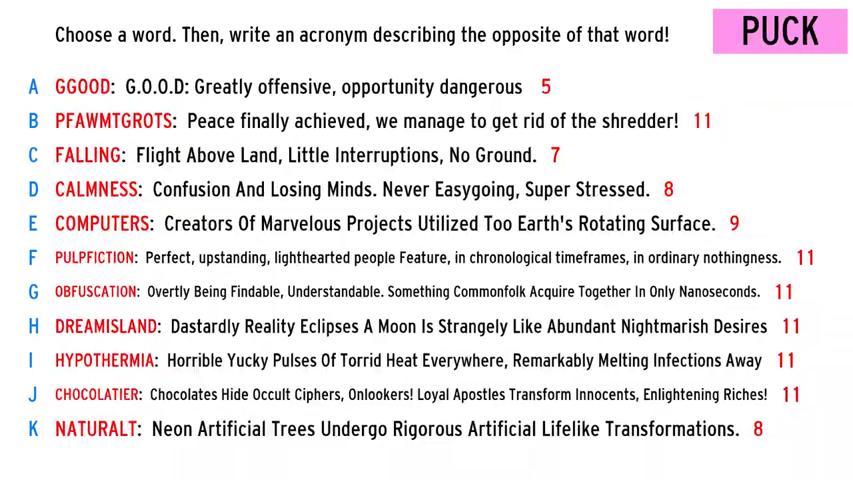 Choose a word. Then, write an acronym describing the opposite of that word!
PUCK
A GGOOD: G.O.O.D: Greatly offensive, opportunity dangerous 5
B PFAWMTGROTS: Peace finally achieved, we manage to get rid of the shredder! 11
C FALLING: Flight Above Land, Little Interruptions, No Ground. 7
D CALMNESS: Confusion And Losing Minds. Never Easygoing, Super Stressed. 8
E COMPUTERS: Creators Of Marvelous Projects Utilized Too Earth's Rotating Surface. 9
F PULPFICTION: Perfect, upstanding, lighthearted people Feature, in chronological timeframes, in ordinary nothingness. 11
G OBFUSCATION: Overtly Being Findable, Understandable. Something Commonfolk Acquire Together In Only Nanoseconds. 11
H DREAMISLAND: Dastardly Reality Eclipses A Moon Is Strangely Like Abundant Nightmarish Desires 11
I HYPOTHERMIA: Horrible Yucky Pulses Of Torrid Heat Everywhere, Remarkably Melting Infections Away 11
J CHOCOLATIER: Chocolates Hide Occult Ciphers, Onlookers! Loyal Apostles Transform Innocents, Enlightening Riches! 11
K NATURALT: Neon Artificial Trees Undergo Rigorous Artificial Lifelike Transformations. 8